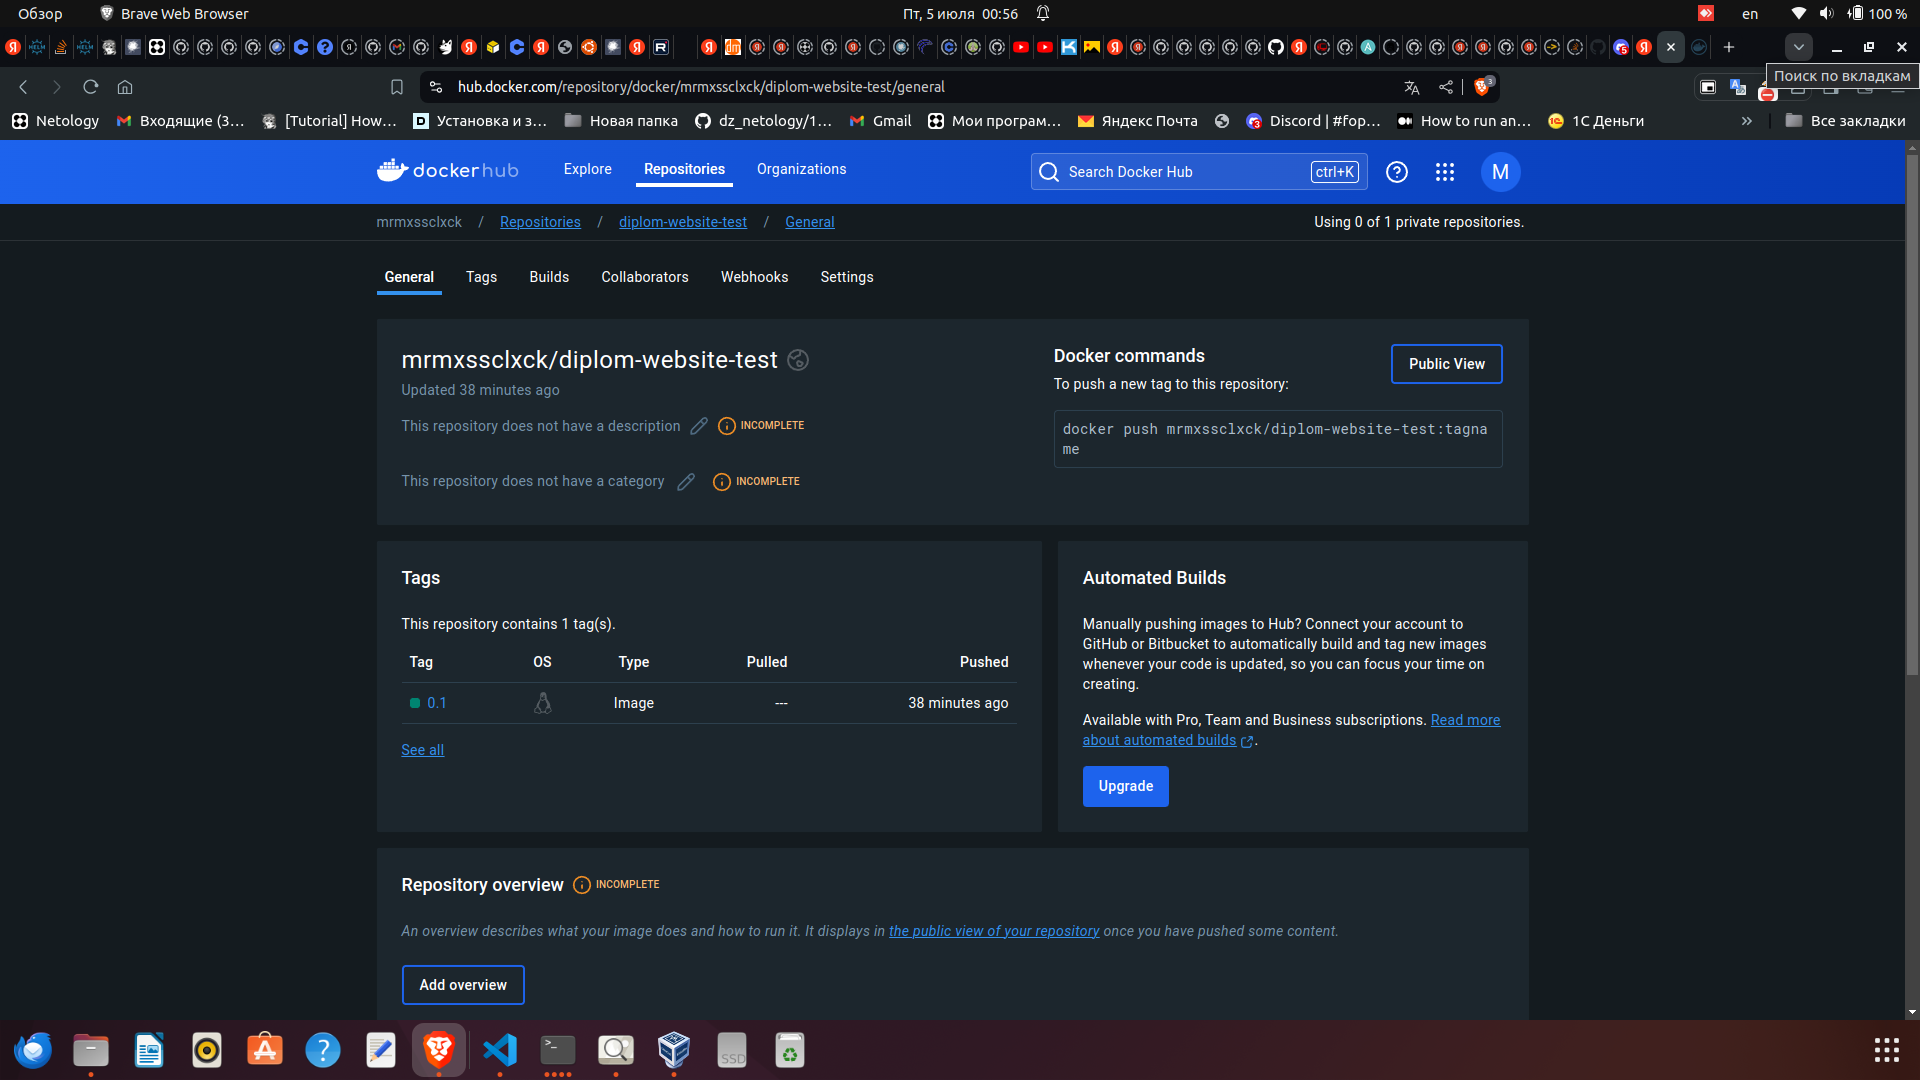 Обзор
Brave Web Browser
Пт, 5 июля 00:56
en
100 %
Поиск по вкладкам
hub.docker.com/repository/docker/mrmxssclxck/diplom-website-test/general
3
Netology
Входящие (3…
[Tutorial] How…
Установка и з…
Новая папка
dz_netology/1…
Gmail
Мои програм…
Яндекс Почта
Discord | #fop…
How to run an…
1С Деньги
»
Все закладки
dockerhub
Explore
Repositories
Organizations
Search Docker Hub
ctrl+K
M
mrmxssclxck / Repositories / diplom-website-test / General
Using 0 of 1 private repositories.
General
Tags
Builds
Collaborators
Webhooks
Settings
mrmxssclxck/diplom-website-test
Updated 38 minutes ago
This repository does not have a description
INCOMPLETE
This repository does not have a category
INCOMPLETE
Docker commands
Public View
To push a new tag to this repository:
docker push mrmxssclxck/diplom-website-test:tagna
me
Tags
This repository contains 1 tag(s).
Tag OS Type Pulled Pushed
0.1 Image --- 38 minutes ago
See all
Automated Builds
Manually pushing images to Hub? Connect your account to
GitHub or Bitbucket to automatically build and tag new images
whenever your code is updated, so you can focus your time on
creating.
Available with Pro, Team and Business subscriptions. Read more
about automated builds .
Upgrade
Repository overview
INCOMPLETE
An overview describes what your image does and how to run it. It displays in the public view of your repository once you have pushed some content.
Add overview
SSD